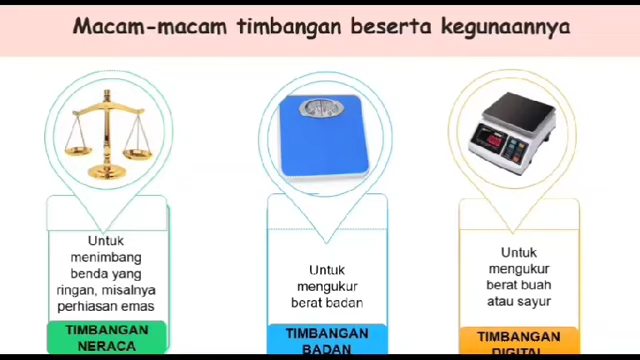 Macam-macam timbangan beserta kegunaannya
Untuk
menimbang
benda yang
ringan, misalnya
perhiasan emas
TIMBANGAN
NERACA
Untuk
mengukur
berat badan
TIMBANGAN
BADAN
Untuk
mengukur
berat buah
atau sayur
TIMBANGAN
DIGITAL